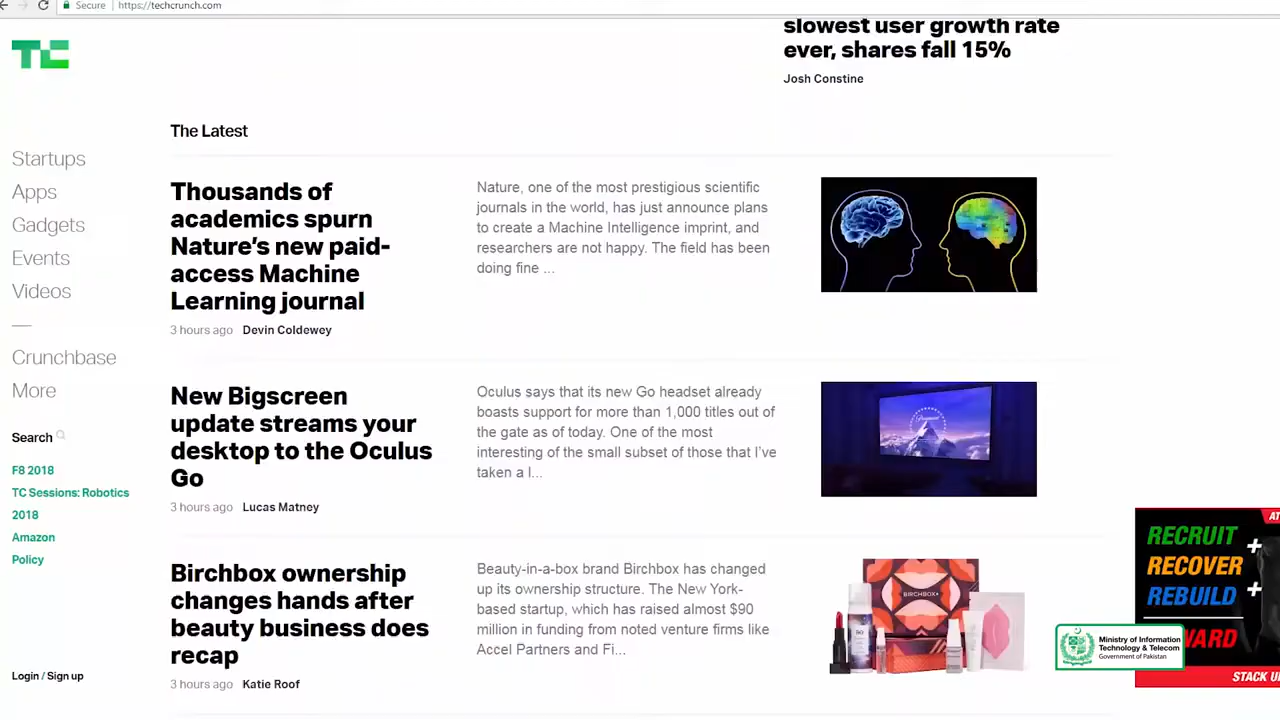 Secure
https://techcrunch.com
TC
slowest user growth rate
ever, shares fall 15%
Josh Constine
The Latest
Startups
Apps
Gadgets
Events
Videos
Crunchbase
More
Search
F8 2018
TC Sessions: Robotics
2018
Amazon
Policy
Login / Sign up
Thousands of
academics spurn
Nature’s new paid-
access Machine
Learning journal
3 hours ago Devin Coldewey
Nature, one of the most prestigious scientific
journals in the world, has just announce plans
to create a Machine Intelligence imprint, and
researchers are not happy. The field has been
doing fine ...
New Bigscreen
update streams your
desktop to the Oculus
Go
3 hours ago Lucas Matney
Oculus says that its new Go headset already
boasts support for more than 1,000 titles out of
the gate as of today. One of the most
interesting of the small subset of those that I’ve
taken a l...
Paramount
Birchbox ownership
changes hands after
beauty business does
recap
3 hours ago Katie Roof
Beauty-in-a-box brand Birchbox has changed
up its ownership structure. The New York-
based startup, which has raised almost $90
million in funding from noted venture firms like
Accel Partners and Fi...
BIRCHBOX
RECRUIT +
RECOVER +
REBUILD
STACK
Ministry of Information
Technology & Telecom
Government of Pakistan